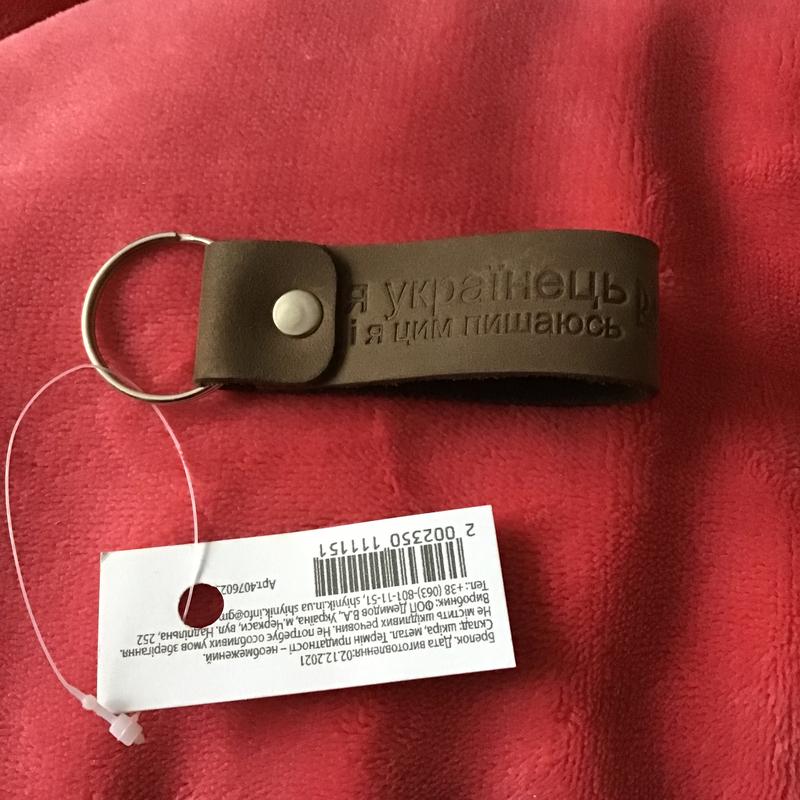 я українець
і я цим пишаюсь
Брелок. Дата виготовлення:02.12.2021
Склад: шкіра, метал. Термін придатності – необмежений.
Не містить шкідливих речовин. Не потребує особливих умов зберігання.
Виробник: ФОП Демидов В.А., Україна, м.Черкаси, вул. Надпільна, 252
Тел.: +38 (063)-801-11-51, shynik.in.ua shynik.info@gm
Арт.407602
2 002350 111151